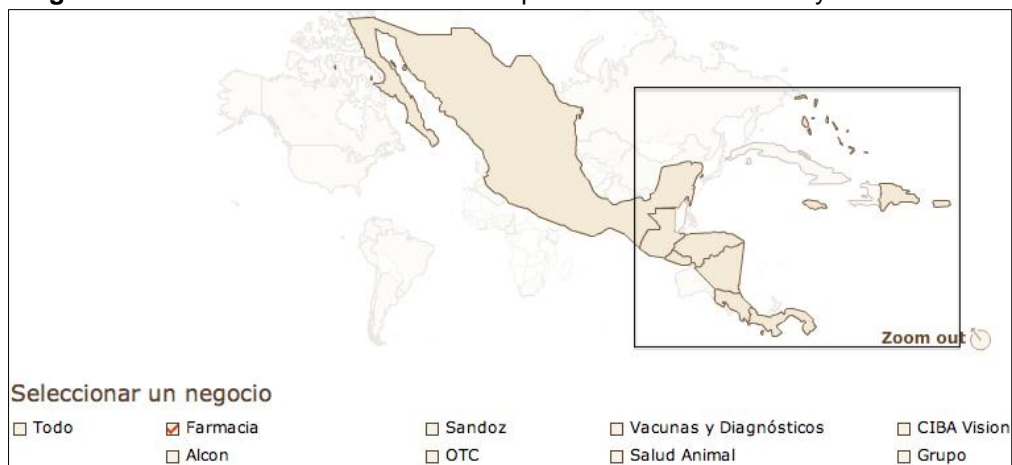 Zoom out
Seleccionar un negocio
Todo Farmacia Sandoz Vacunas y Diagnósticos CIBA Vision
Alcon OTC Salud Animal Grupo